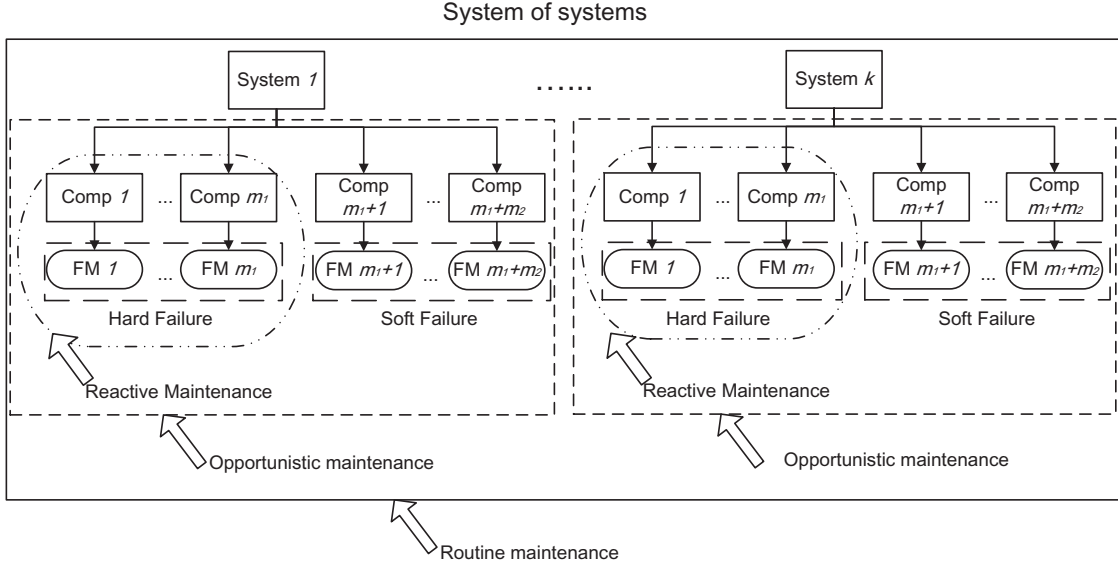 System of systems
System 1
......
System k
Comp 1
...
Comp m₁
Comp
m₁+1
...
Comp
m₁+m₂
Comp 1
...
Comp m₁
Comp
m₁+1
...
Comp
m₁+m₂
FM 1
...
FM m₁
FM m₁+1
...
FM m₁+m₂
FM 1
...
FM m₁
FM m₁+1
...
FM m₁+m₂
Hard Failure
Soft Failure
Hard Failure
Soft Failure
Reactive Maintenance
Reactive Maintenance
Opportunistic maintenance
Opportunistic maintenance
Routine maintenance